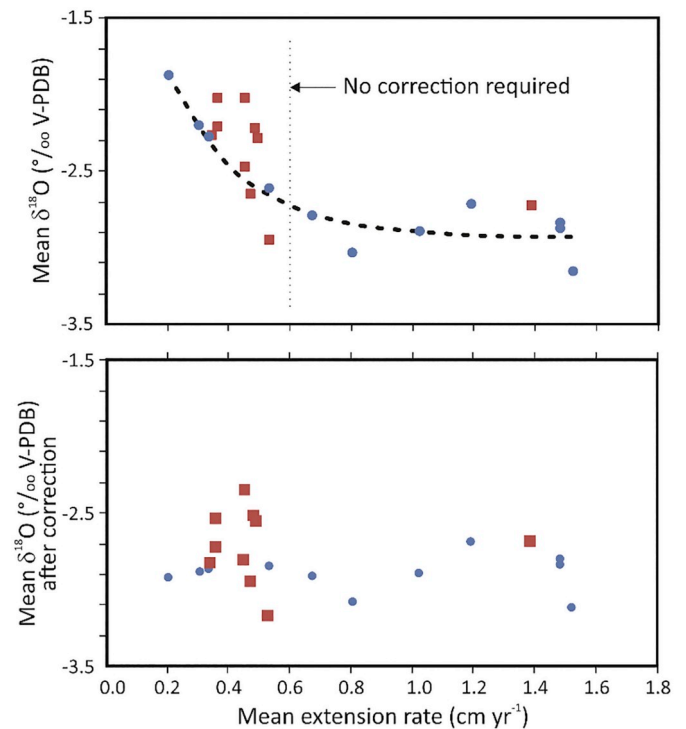 -1.5
No correction required
Mean δ¹⁸O (°/ₒₒ V-PDB)
-2.5
-3.5
-1.5
Mean δ¹⁸O (°/ₒₒ V-PDB)
after correction
-2.5
-3.5
0.0 0.2 0.4 0.6 0.8 1.0 1.2 1.4 1.6 1.8
Mean extension rate (cm yr⁻¹)